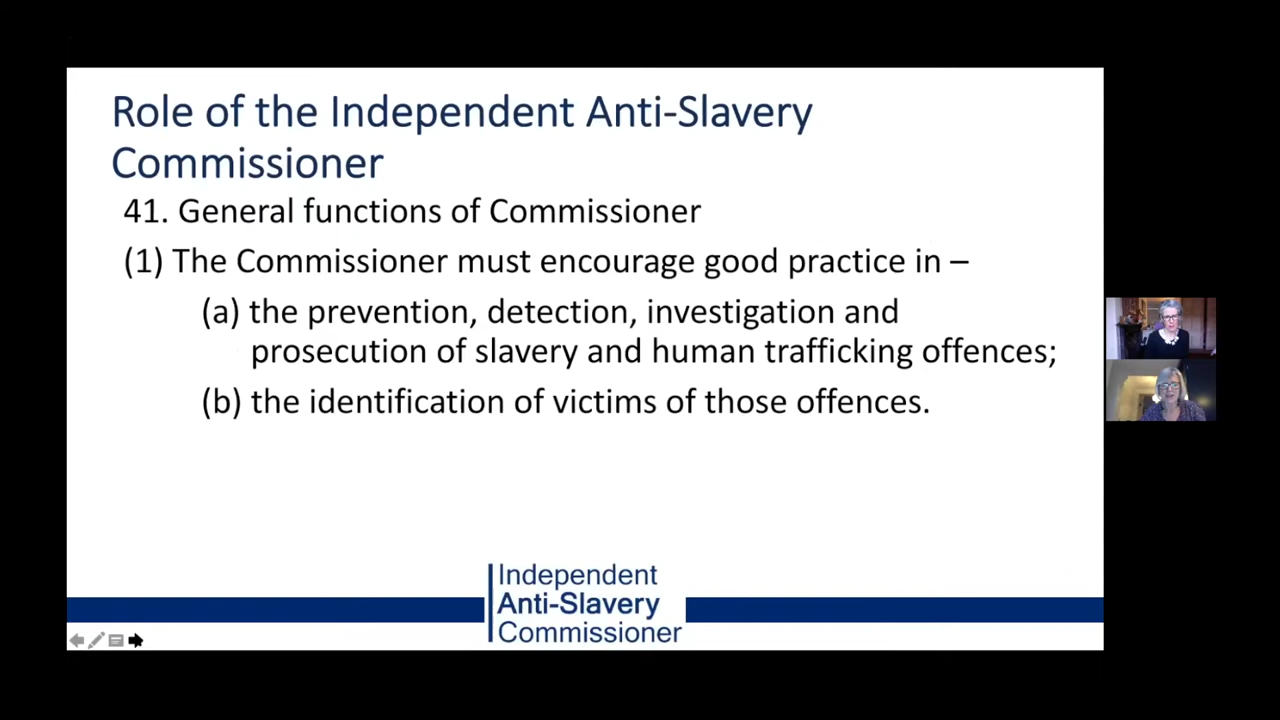 Role of the Independent Anti-Slavery
Commissioner
41. General functions of Commissioner
(1) The Commissioner must encourage good practice in –
(a) the prevention, detection, investigation and
prosecution of slavery and human trafficking offences;
(b) the identification of victims of those offences.
Independent
Anti-Slavery
Commissioner